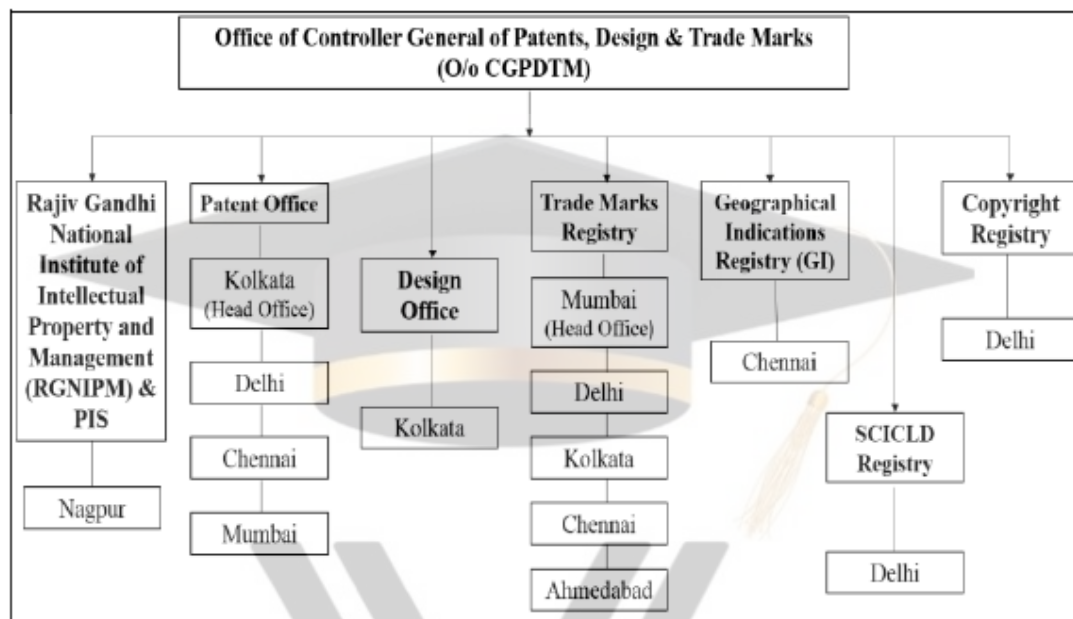 Office of Controller General of Patents, Design & Trade Marks
(O/o CGPDTM)
Rajiv Gandhi
National
Institute of
Intellectual
Property and
Management
(RGNIPM) &
PIS
Nagpur
Patent Office
Kolkata
(Head Office)
Delhi
Chennai
Mumbai
Design
Office
Kolkata
Trade Marks
Registry
Mumbai
(Head Office)
Delhi
Kolkata
Chennai
Ahmedabad
Geographical
Indications
Registry (GI)
Chennai
SCICLD
Registry
Delhi
Copyright
Registry
Delhi